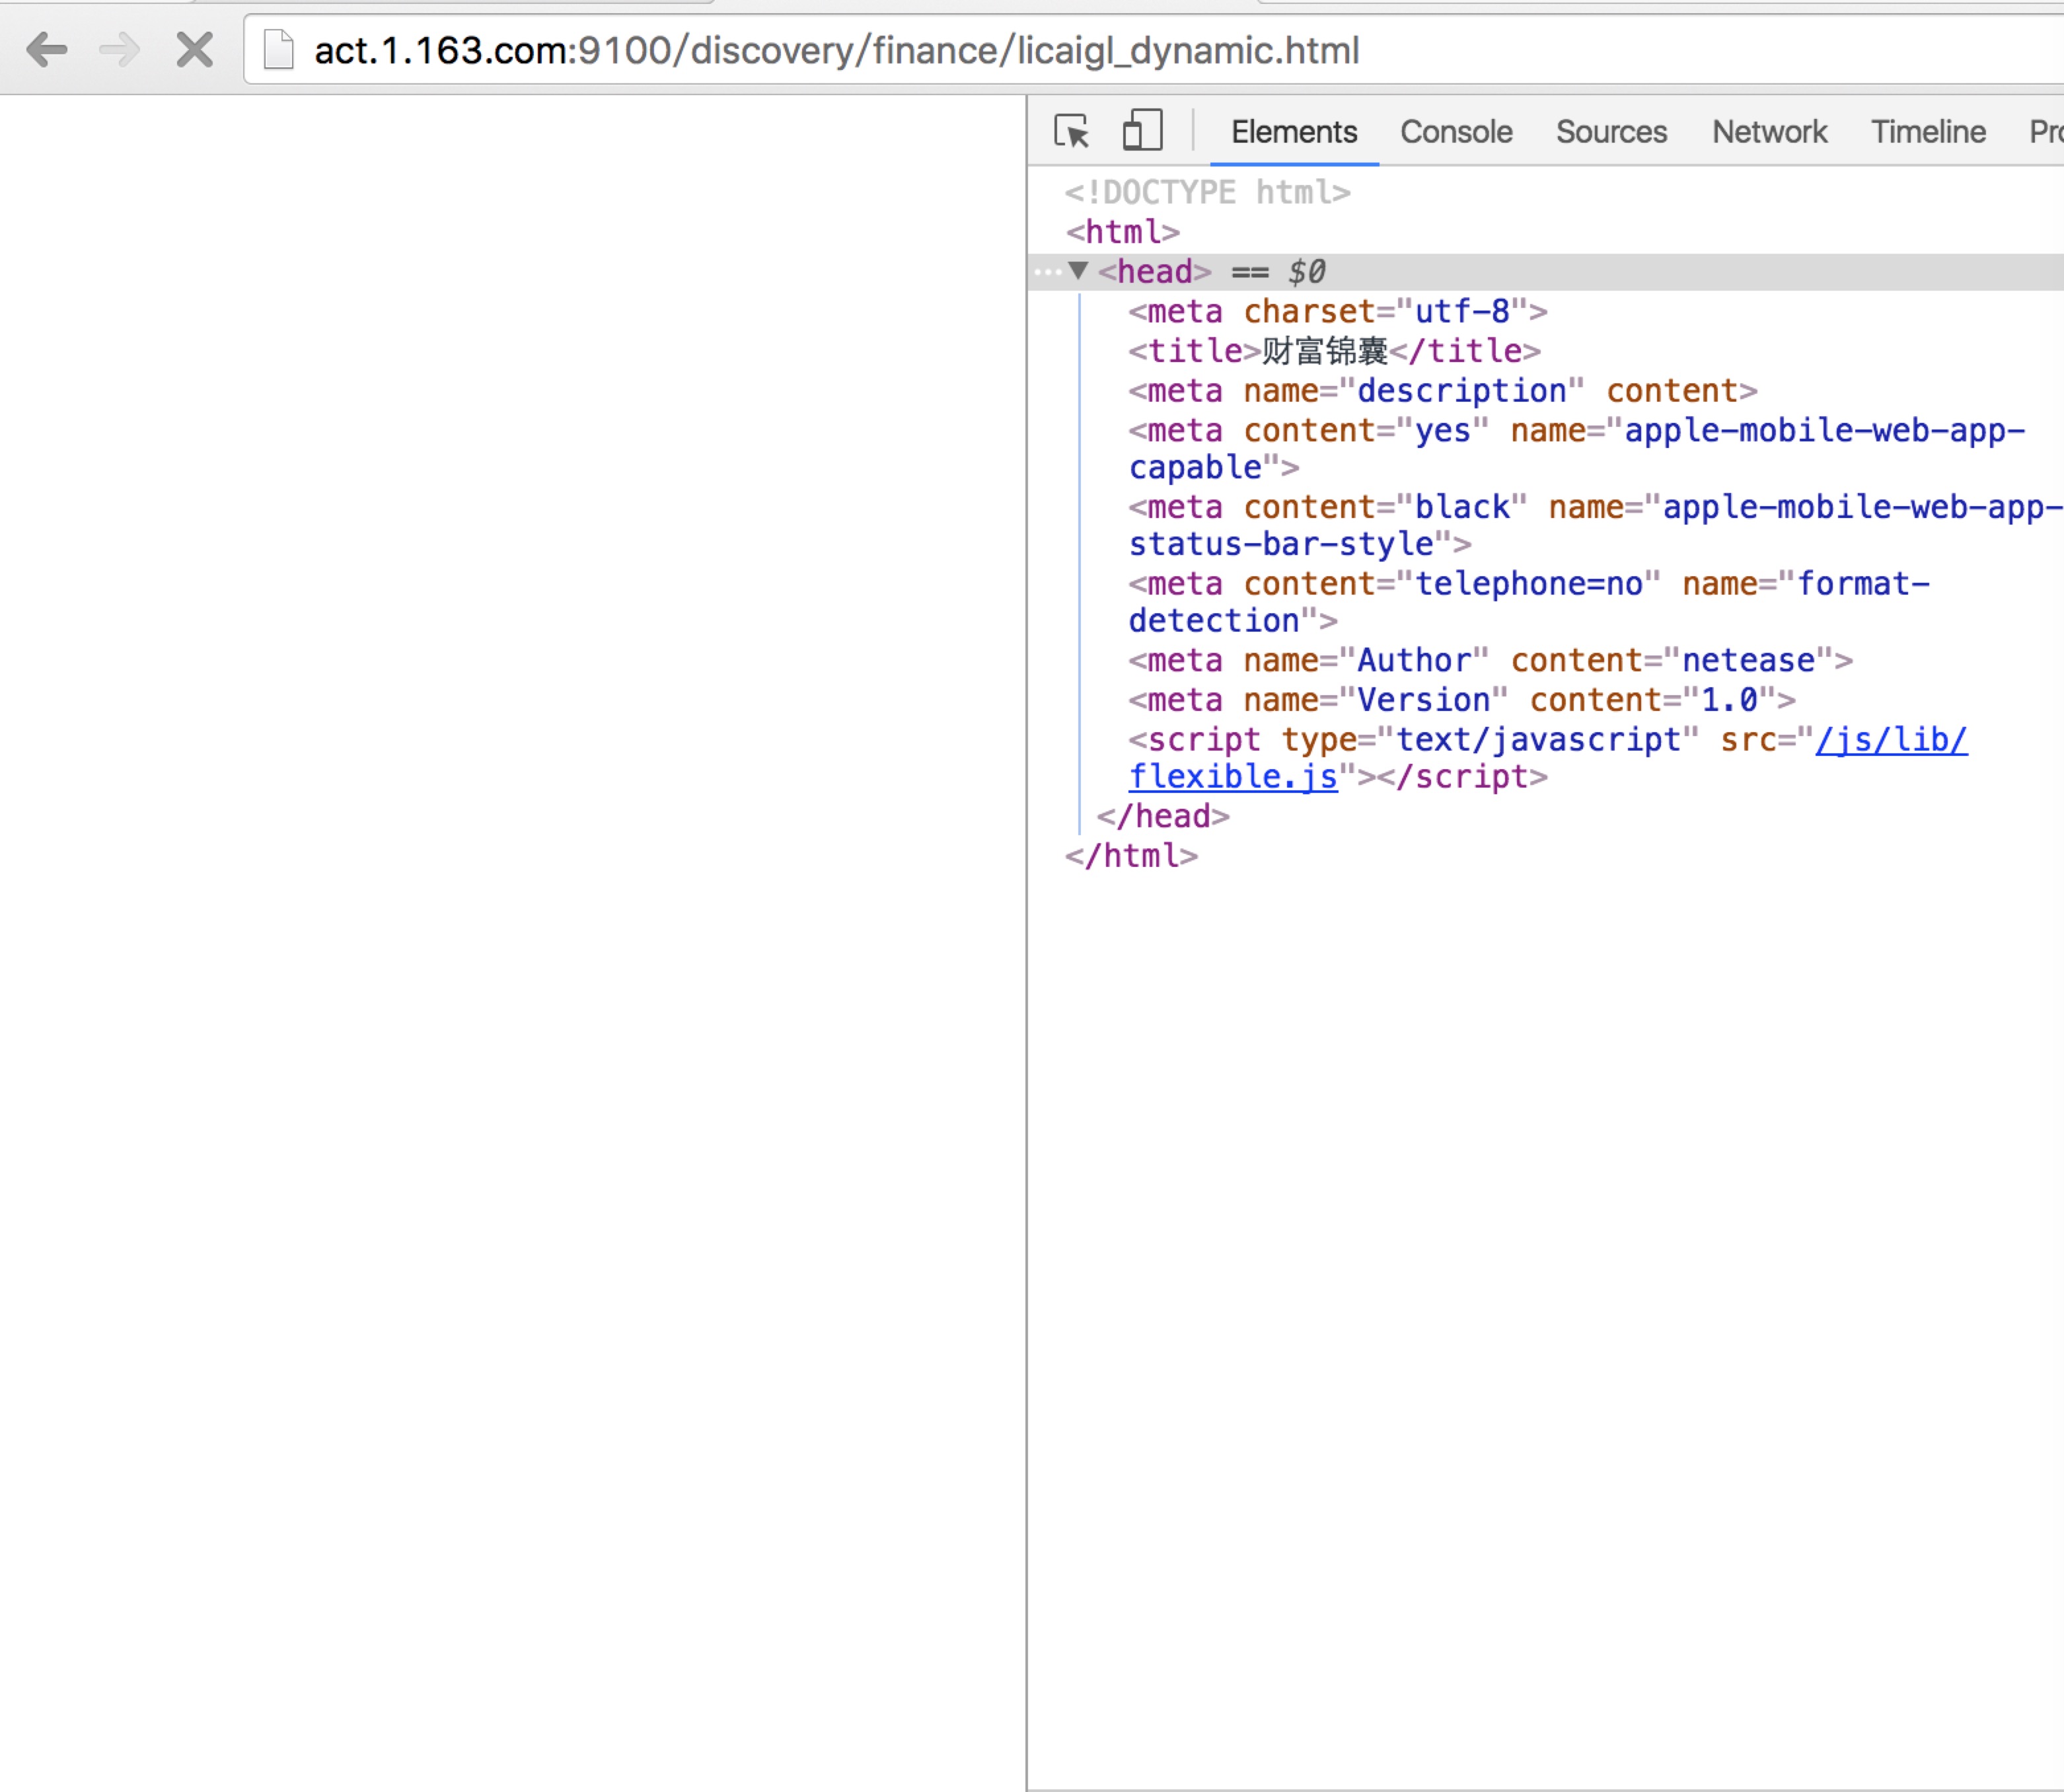 act.1.163.com:9100/discovery/finance/licaigl_dynamic.html
Elements Console Sources Network Timeline Pro
<!DOCTYPE html>
<html>
<head> == $0
<meta charset="utf-8">
<title>财富锦囊</title>
<meta name="description" content>
<meta content="yes" name="apple-mobile-web-app-
capable">
<meta content="black" name="apple-mobile-web-app-
status-bar-style">
<meta content="telephone=no" name="format-
detection">
<meta name="Author" content="netease">
<meta name="Version" content="1.0">
<script type="text/javascript" src="/js/lib/
flexible.js"></script>
</head>
</html>